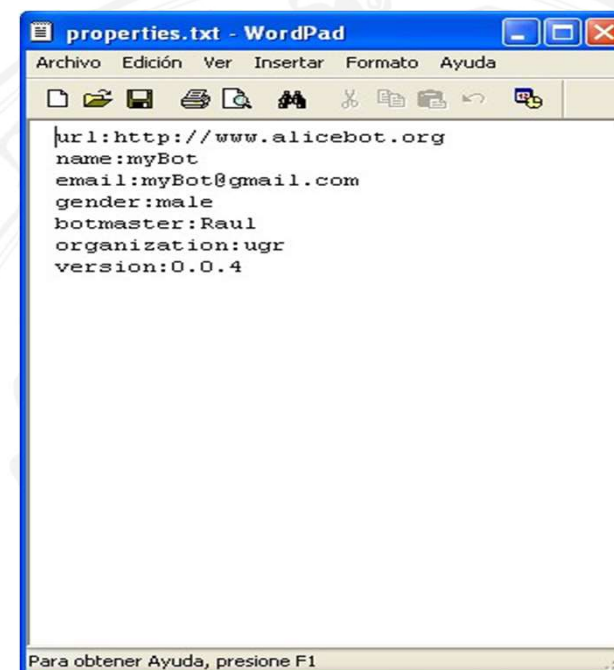 properties.txt - WordPad
Archivo Edición Ver Insertar Formato Ayuda
url:http://www.alicebot.org
name:myBot
email:myBot@gmail.com
gender:male
botmaster:Raul
organization:ugr
version:0.0.4
Para obtener Ayuda, presione F1